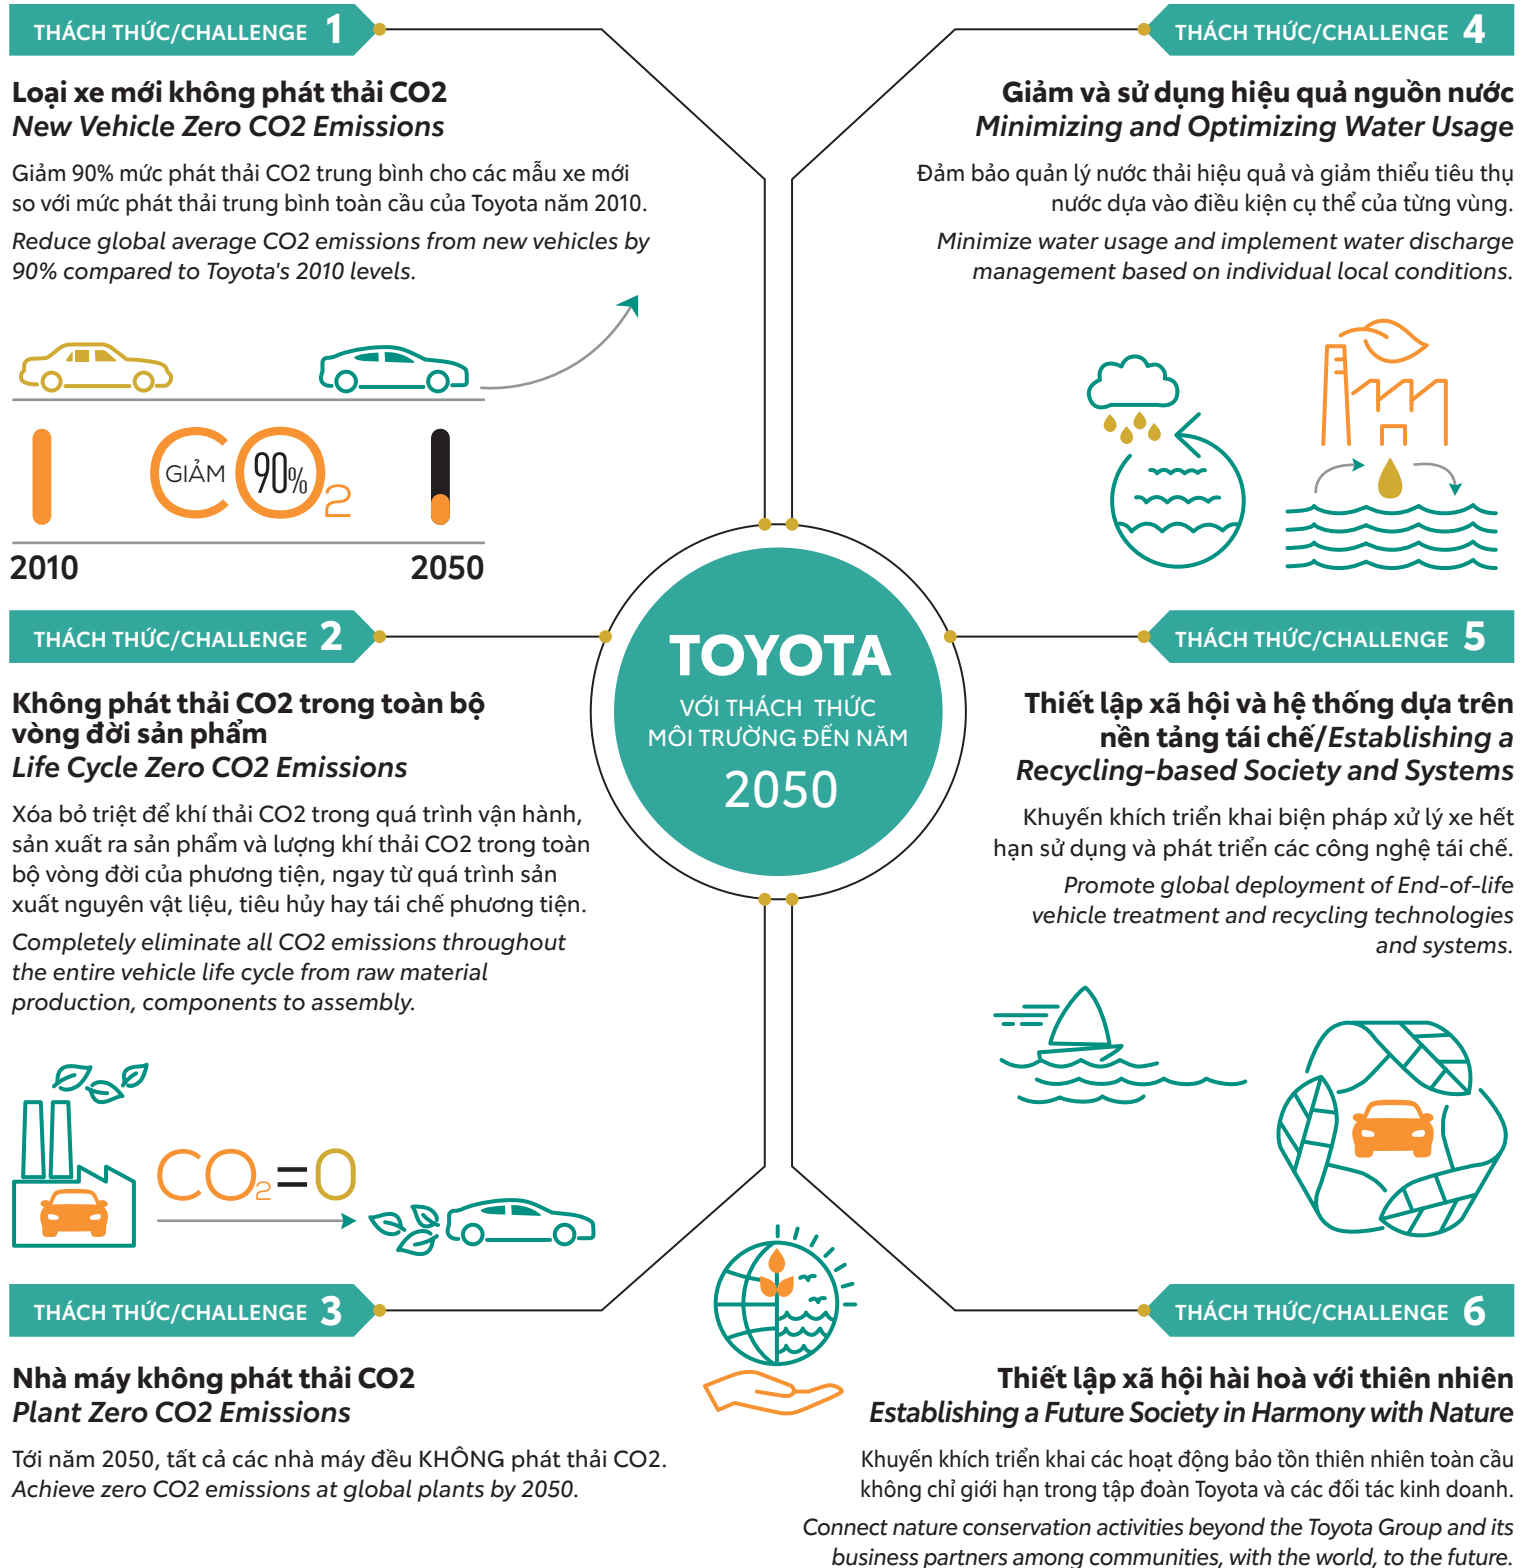 THÁCH THỨC/CHALLENGE 1
Loại xe mới không phát thải CO2
New Vehicle Zero CO2 Emissions
Giảm 90% mức phát thải CO2 trung bình cho các mẫu xe mới
so với mức phát thải trung bình toàn cầu của Toyota năm 2010.
Reduce global average CO2 emissions from new vehicles by
90% compared to Toyota's 2010 levels.
CO2
GIẢM 90%
2010 2050
THÁCH THỨC/CHALLENGE 2
Không phát thải CO2 trong toàn bộ
vòng đời sản phẩm
Life Cycle Zero CO2 Emissions
Xóa bỏ triệt để khí thải CO2 trong quá trình vận hành,
sản xuất ra sản phẩm và lượng khí thải CO2 trong toàn
bộ vòng đời của phương tiện, ngay từ quá trình sản
xuất nguyên vật liệu, tiêu hủy hay tái chế phương tiện.
Completely eliminate all CO2 emissions throughout
the entire vehicle life cycle from raw material
production, components to assembly.
CO2=0
THÁCH THỨC/CHALLENGE 3
Nhà máy không phát thải CO2
Plant Zero CO2 Emissions
Tới năm 2050, tất cả các nhà máy đều KHÔNG phát thải CO2.
Achieve zero CO2 emissions at global plants by 2050.
TOYOTA
VỚI THÁCH THỨC
MÔI TRƯỜNG ĐẾN NĂM
2050
THÁCH THỨC/CHALLENGE 4
Giảm và sử dụng hiệu quả nguồn nước
Minimizing and Optimizing Water Usage
Đảm bảo quản lý nước thải hiệu quả và giảm thiểu tiêu thụ
nước dựa vào điều kiện cụ thể của từng vùng.
Minimize water usage and implement water discharge
management based on individual local conditions.
THÁCH THỨC/CHALLENGE 5
Thiết lập xã hội và hệ thống dựa trên
nền tảng tái chế/Establishing a
Recycling-based Society and Systems
Khuyến khích triển khai biện pháp xử lý xe hết
hạn sử dụng và phát triển các công nghệ tái chế.
Promote global deployment of End-of-life
vehicle treatment and recycling technologies
and systems.
THÁCH THỨC/CHALLENGE 6
Thiết lập xã hội hài hoà với thiên nhiên
Establishing a Future Society in Harmony with Nature
Khuyến khích triển khai các hoạt động bảo tồn thiên nhiên toàn cầu
không chỉ giới hạn trong tập đoàn Toyota và các đối tác kinh doanh.
Connect nature conservation activities beyond the Toyota Group and its
business partners among communities, with the world, to the future.